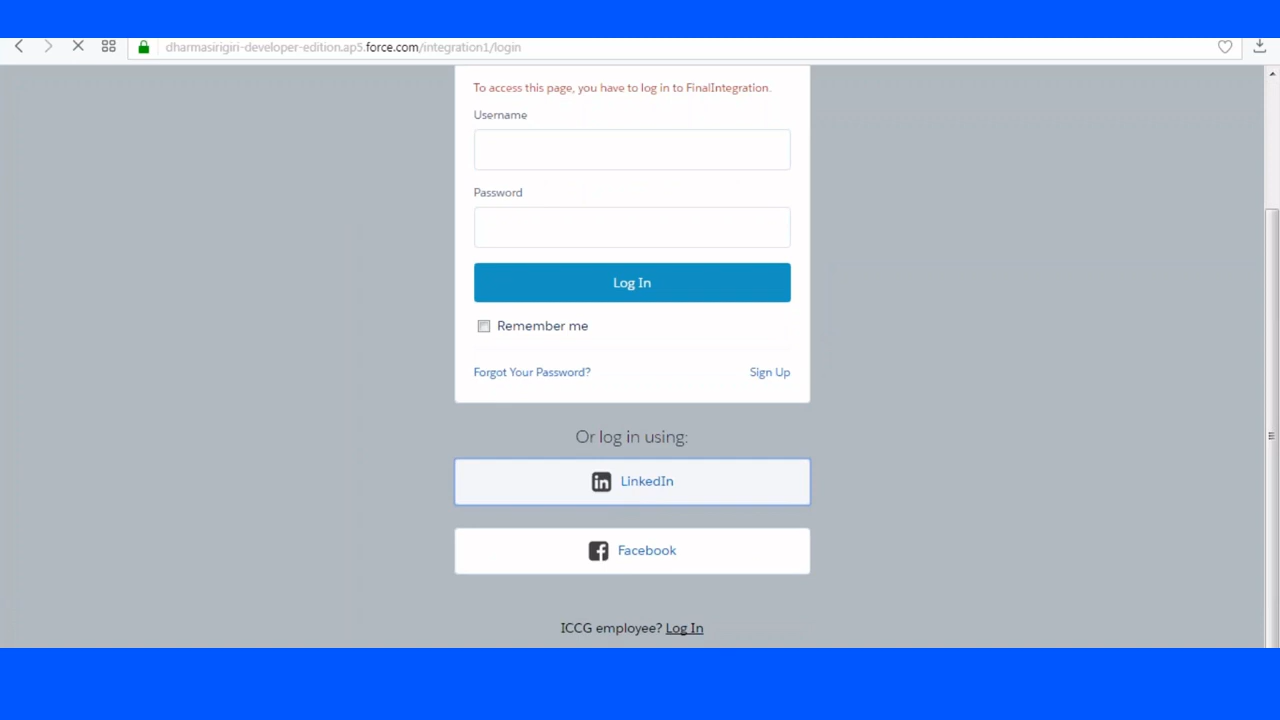 dharmasirigiri-developer-edition.ap5.force.com/integration1/login
To access this page, you have to log in to FinalIntegration.
Username
Password
Log In
Remember me
Forgot Your Password? Sign Up
Or log in using:
in LinkedIn
f Facebook
ICCG employee? Log In